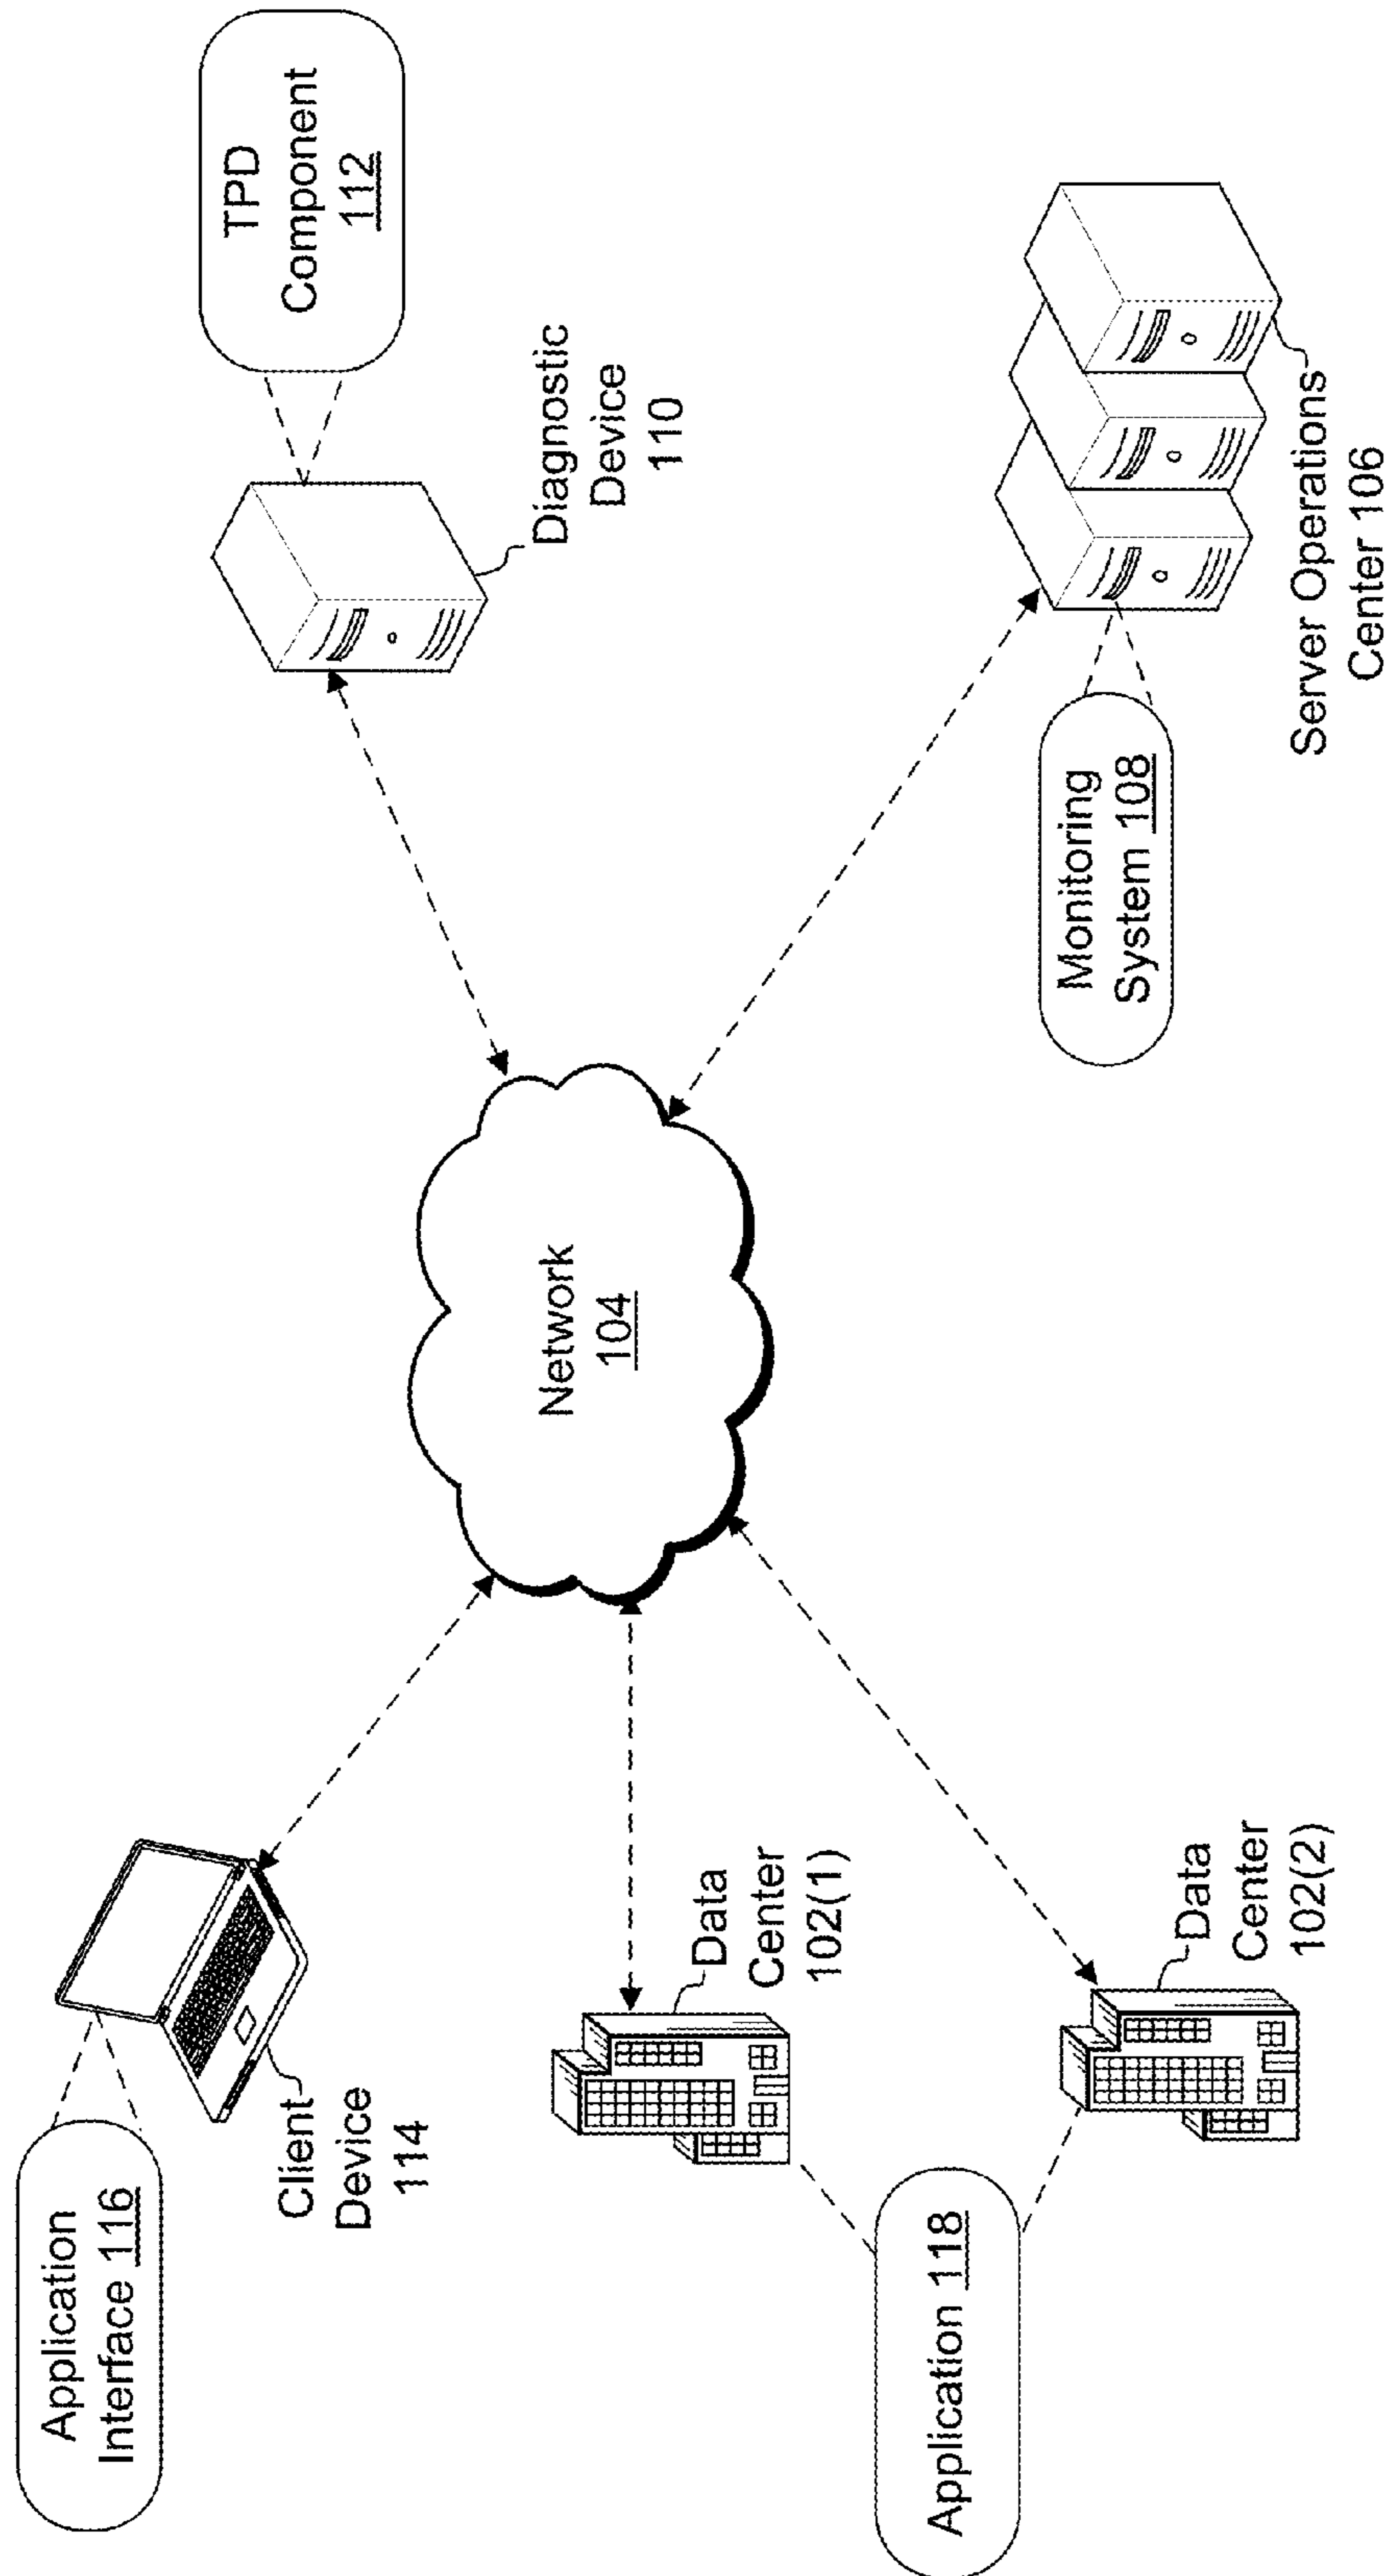 Application
Interface 116
Client
Device
114
TPD
Component
112
Diagnostic
Device
110
Network
104
Data
Center
102(1)
Application 118
Data
Center
102(2)
Monitoring
System 108
Server Operations
Center 106